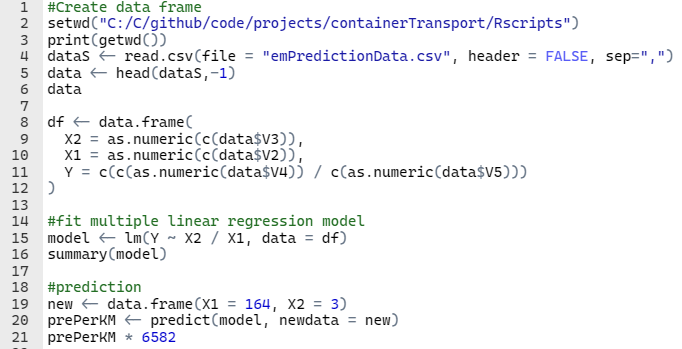 1 #Create data frame
2 setwd("C:/C/github/code/projects/containerTransport/Rscripts")
3 print(getwd())
4 dataS <- read.csv(file = "emPredictionData.csv", header = FALSE, sep=",")
5 data <- head(dataS,-1)
6 data
7
8 df <- data.frame(
9   X2 = as.numeric(c(data$V3)),
10   X1 = as.numeric(c(data$V2)),
11   Y = c(c(as.numeric(data$V4)) / c(as.numeric(data$V5)))
12 )
13
14 #fit multiple linear regression model
15 model <- lm(Y ~ X2 / X1, data = df)
16 summary(model)
17
18 #prediction
19 new <- data.frame(X1 = 164, X2 = 3)
20 prePerKM <- predict(model, newdata = new)
21 prePerKM * 6582